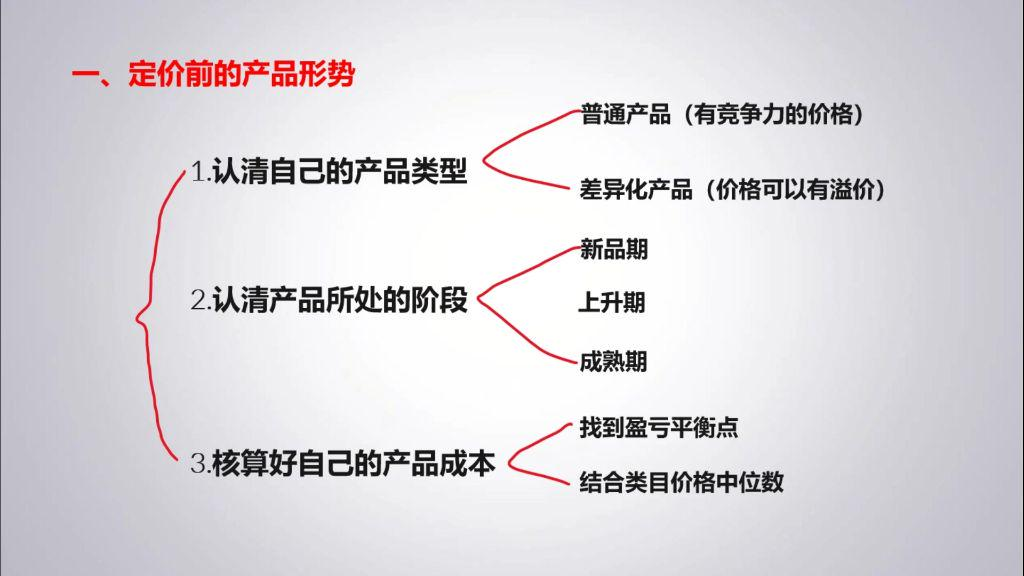 一、定价前的产品形势
1.认清自己的产品类型
普通产品（有竞争力的价格）
差异化产品（价格可以有溢价）
2.认清产品所处的阶段
新品期
上升期
成熟期
3.核算好自己的产品成本
找到盈亏平衡点
结合类目价格中位数